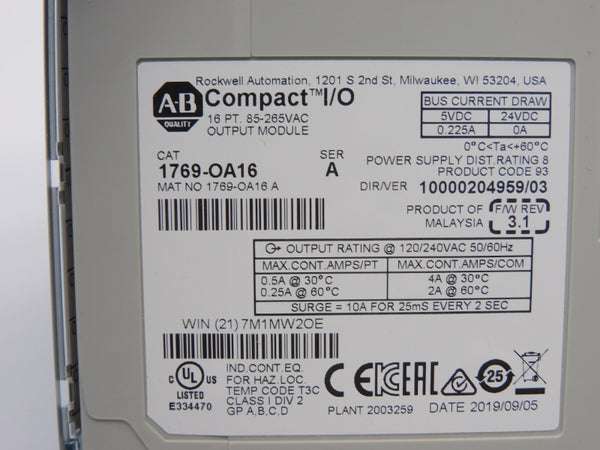 Rockwell Automation, 1201 S 2nd St, Milwaukee, WI 53204, USA
A-B
QUALITY
Compact™I/O
16 PT. 85-265VAC
OUTPUT MODULE
BUS CURRENT DRAW
5VDC 24VDC
0.225A 0A
0°C<Ta<+60°C
POWER SUPPLY DIST.RATING 8
PRODUCT CODE 93
CAT SER
1769-OA16 A
MAT NO 1769-OA16 A
DIR/VER 10000204959/03
PRODUCT OF
MALAYSIA
F/W REV
3.1
OUTPUT RATING @ 120/240VAC 50/60Hz
MAX.CONT.AMPS/PT MAX.CONT.AMPS/COM
0.5A @ 30°C 4A @ 30°C
0.25A @ 60°C 2A @ 60°C
SURGE = 10A FOR 25mS EVERY 2 SEC
WIN (21) 7M1MW2OE
c UL US
LISTED
E334470
IND.CONT.EQ.
FOR HAZ.LOC.
TEMP CODE T3C
CLASS I DIV 2
GP A,B,C,D
CE EAC 25
PLANT 2003259 DATE 2019/09/05